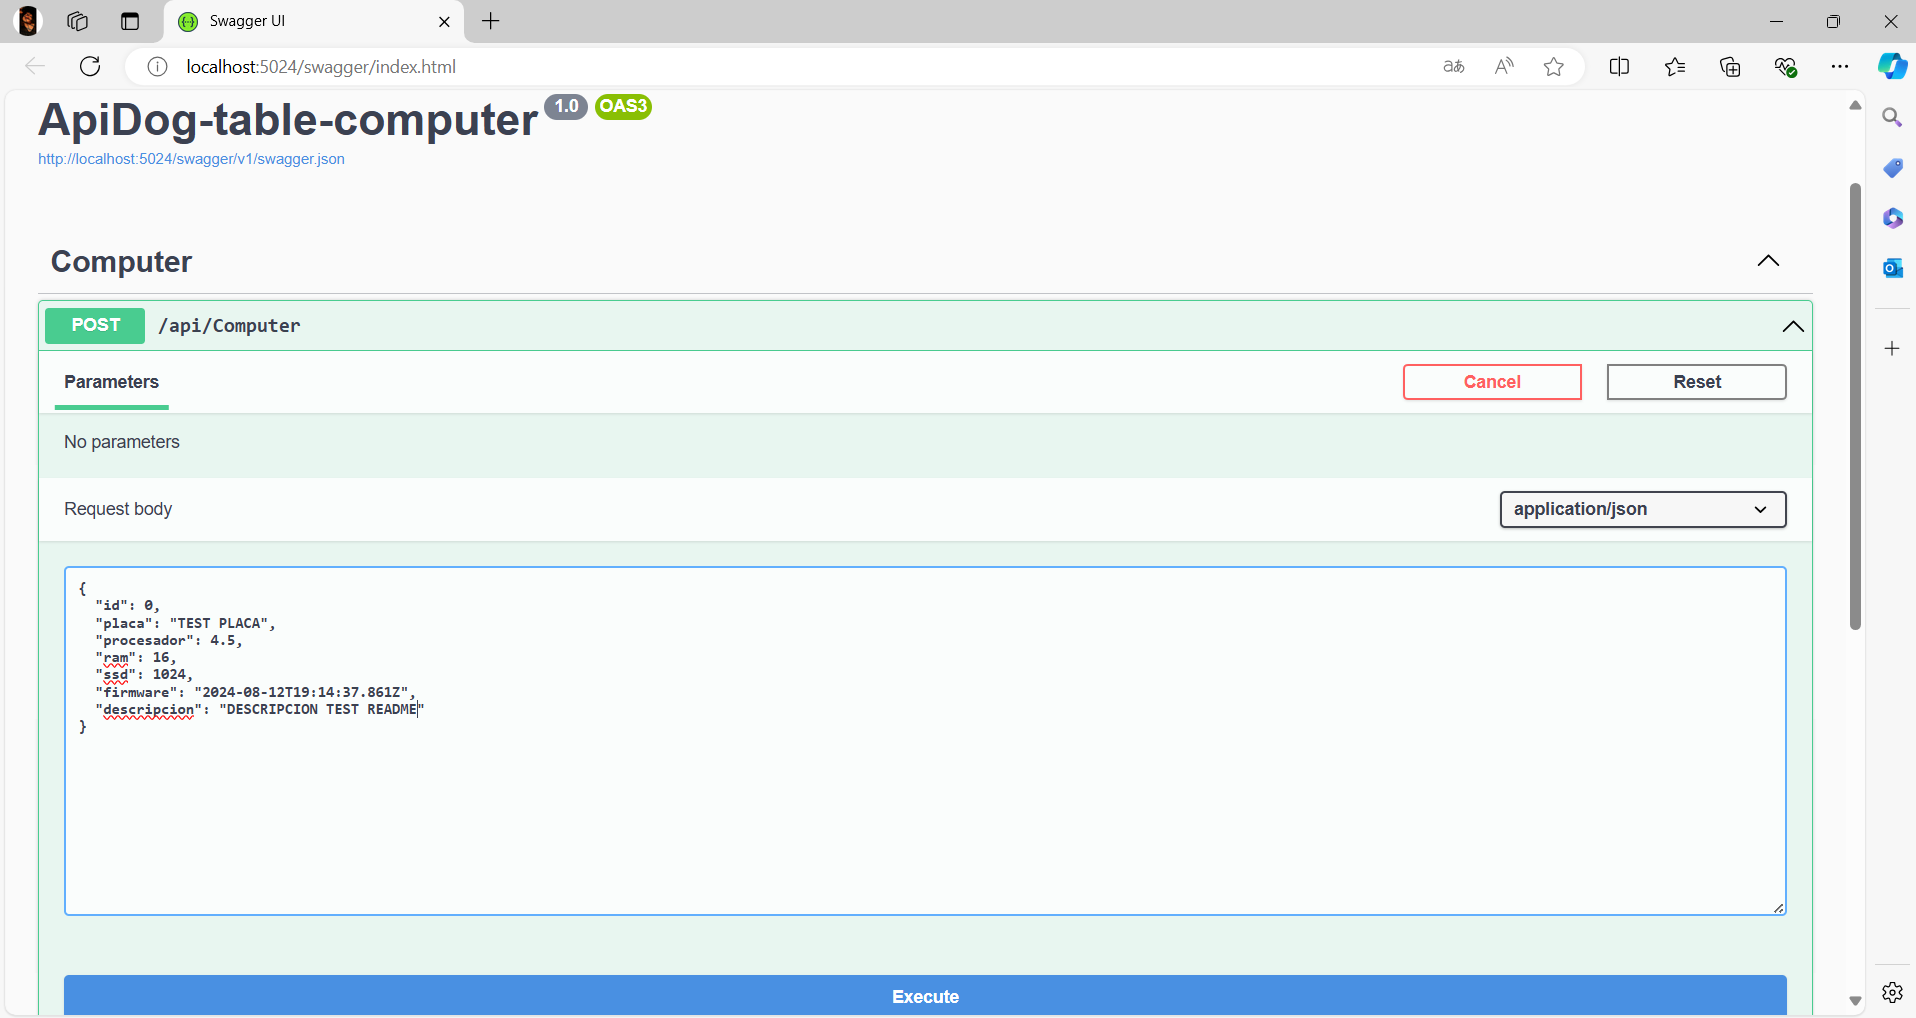 Swagger UI
localhost:5024/swagger/index.html
ApiDog-table-computer 1.0 OAS3
http://localhost:5024/swagger/v1/swagger.json
Computer
POST /api/Computer
Parameters
Cancel
Reset
No parameters
Request body
application/json
{
"id": 0,
"placa": "TEST PLACA",
"procesador": 4.5,
"ram": 16,
"ssd": 1024,
"firmware": "2024-08-12T19:14:37.861Z",
"descripcion": "DESCRIPCION TEST README"
}
Execute